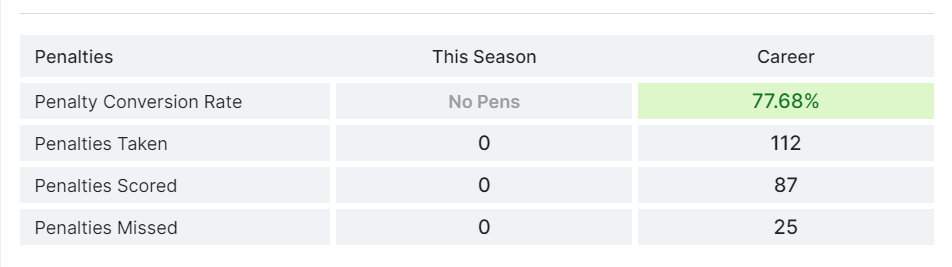 Penalties This Season Career
Penalty Conversion Rate No Pens 77.68%
Penalties Taken 0 112
Penalties Scored 0 87
Penalties Missed 0 25